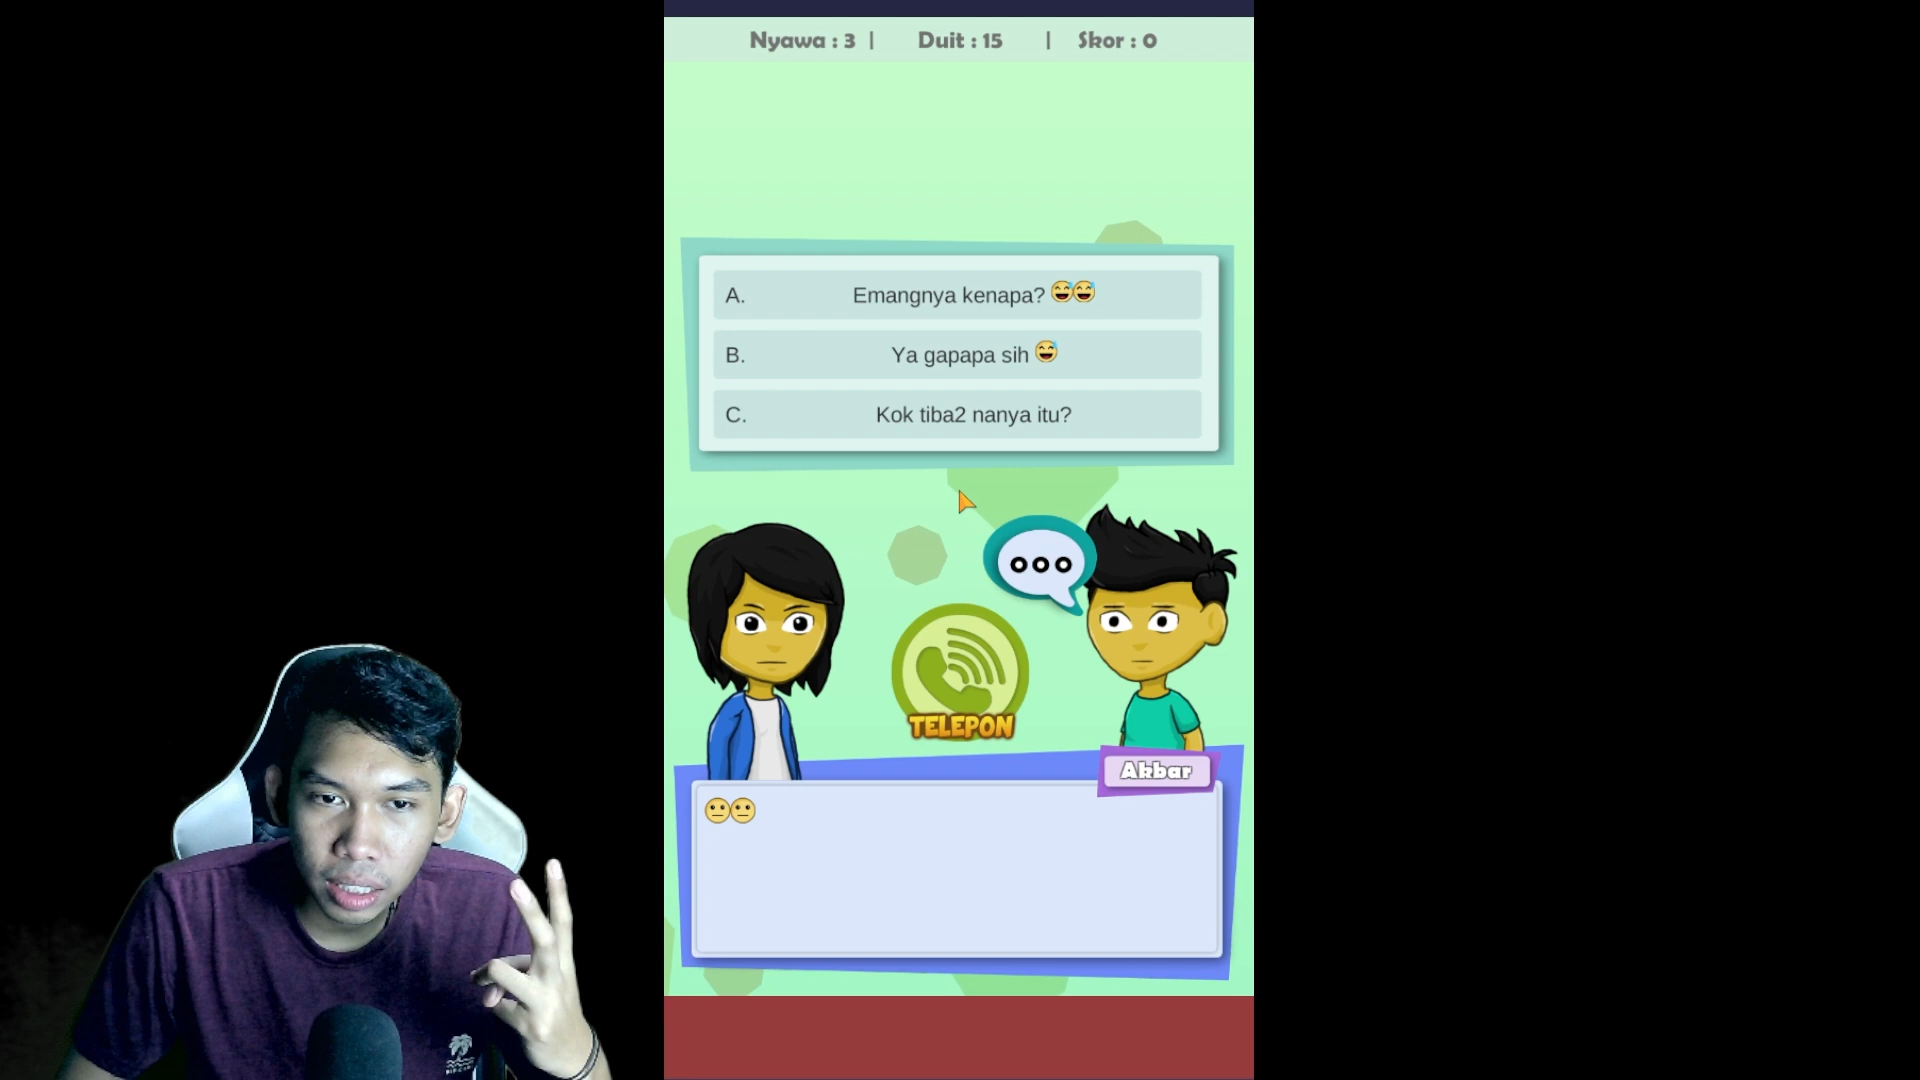 Nyawa : 3 | Duit : 15 | Skor : 0
A. Emangnya kenapa? 😅😅
B. Ya gapapa sih 😅
C. Kok tiba2 nanya itu?
TELEPON
Akbar
😐😐